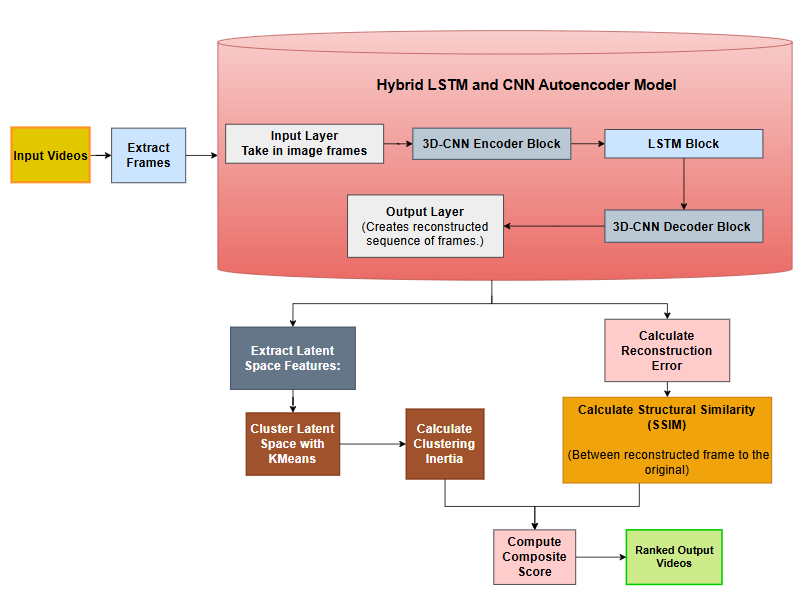 Hybrid LSTM and CNN Autoencoder Model
Input Videos
Extract
Frames
Input Layer
Take in image frames
3D-CNN Encoder Block
LSTM Block
3D-CNN Decoder Block
Output Layer
(Creates reconstructed
sequence of frames.)
Extract Latent
Space Features:
Cluster Latent
Space with
KMeans
Calculate
Clustering
Inertia
Calculate
Reconstruction
Error
Calculate Structural Similarity
(SSIM)
(Between reconstructed frame to the
original)
Compute
Composite
Score
Ranked Output
Videos